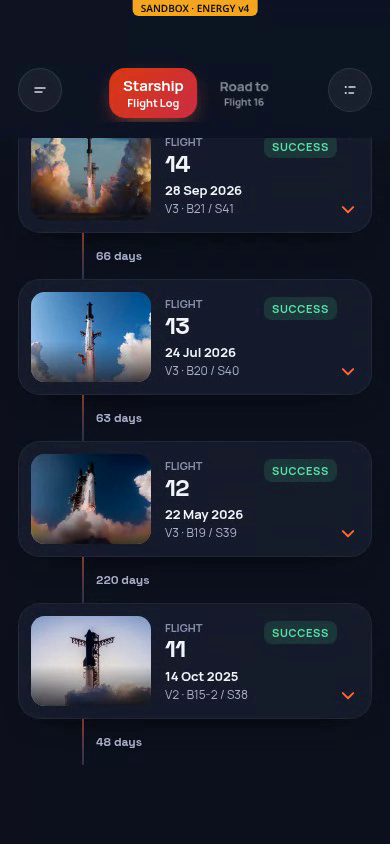 SANDBOX · ENERGY v4
Starship
Flight Log
Road to
Flight 16
FLIGHT
14
SUCCESS
28 Sep 2026
V3 · B21 / S41
66 days
FLIGHT
13
SUCCESS
24 Jul 2026
V3 · B20 / S40
63 days
FLIGHT
12
SUCCESS
22 May 2026
V3 · B19 / S39
220 days
FLIGHT
11
SUCCESS
14 Oct 2025
V2 · B15-2 / S38
48 days